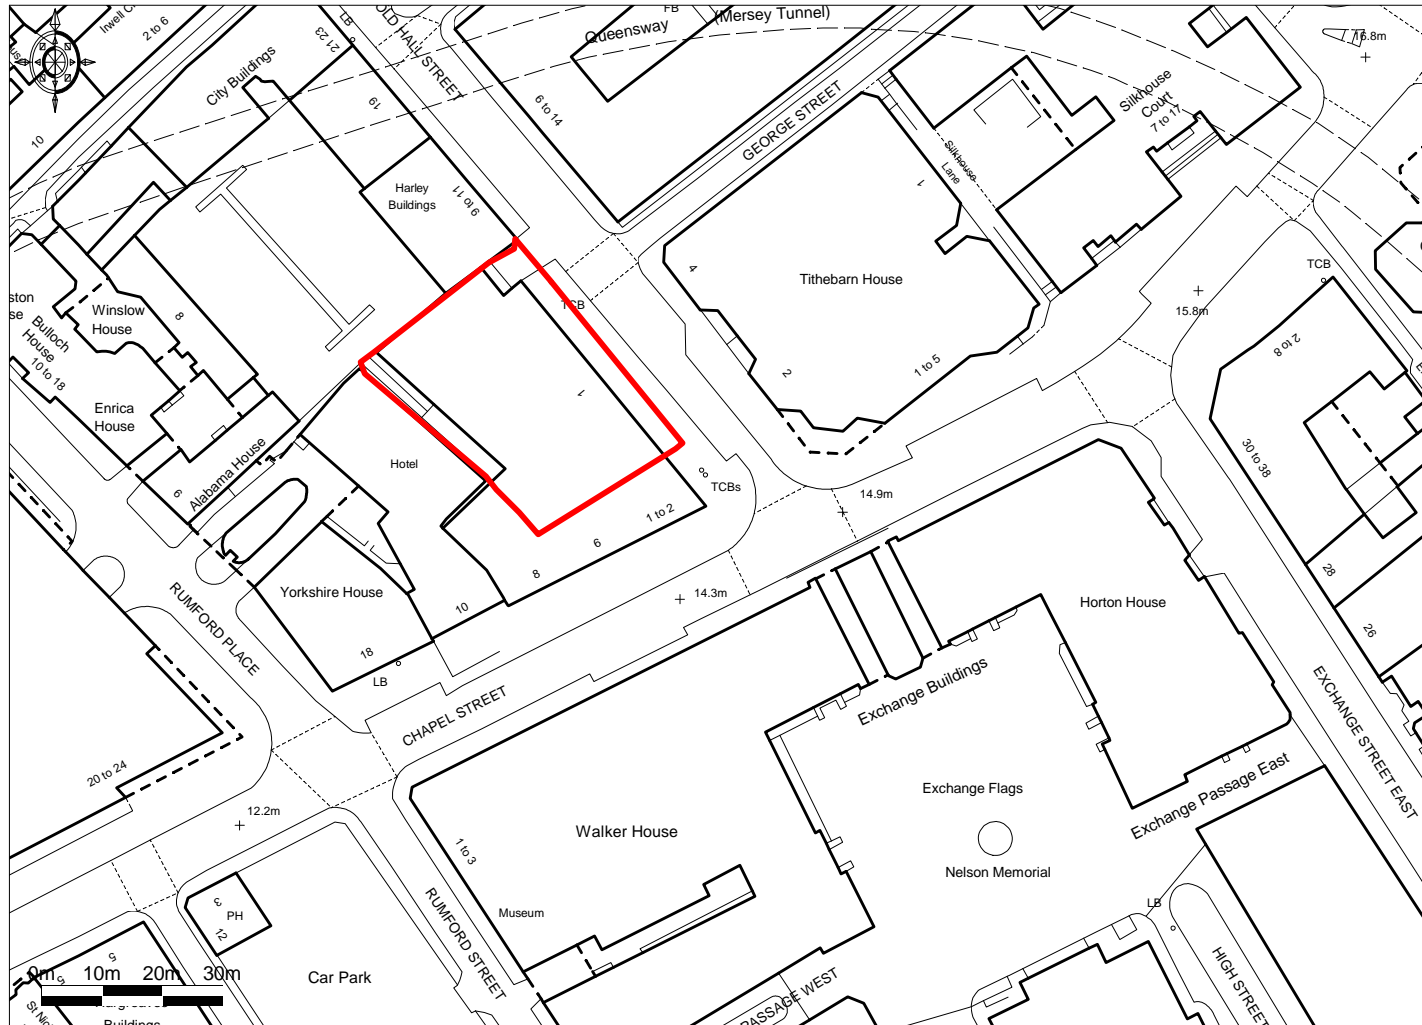 Irwell C
2 to 6
21 23
LB
6
OLD HALL STREET
FB
Queensway
(Mersey Tunnel)
16.8m
City Buildings
19
10
6 to 14
GEORGE STREET
Silkhouse
Court
7 to 17
Silkhouse
Lane
1
Harley
Buildings
9 to 11
4
Tithebarn House
TCB
15.8m
TCB
ston
se
Winslow
House
8
Bulloch
House
10 to 18
2
1 to 5
2 to 8
1
Enrica
House
Alabama House
6
Hotel
30 to 38
TCBs
14.9m
1 to 2
6
8
28
10
14.3m
Yorkshire House
Horton House
26
RUMFORD PLACE
18
LB
Exchange Buildings
CHAPEL STREET
EXCHANGE STREET EAST
20 to 24
Exchange Flags
Exchange Passage East
12.2m
Walker House
1 to 3
Nelson Memorial
3
PH
12
Museum
RUMFORD STREET
LB
5
5
Car Park
HIGH STREET
PASSAGE WEST
0m 10m 20m 30m
St Nic
Buildings